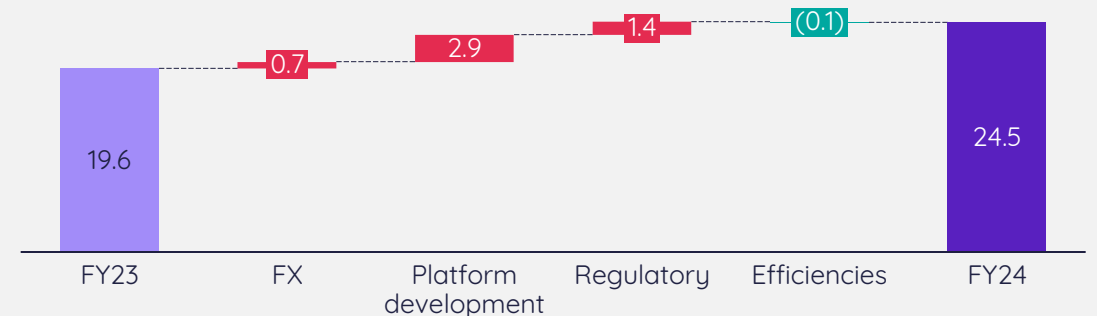 19.6
0.7
2.9
1.4
(0.1)
24.5
FY23
FX
Platform
development
Regulatory
Efficiencies
FY24